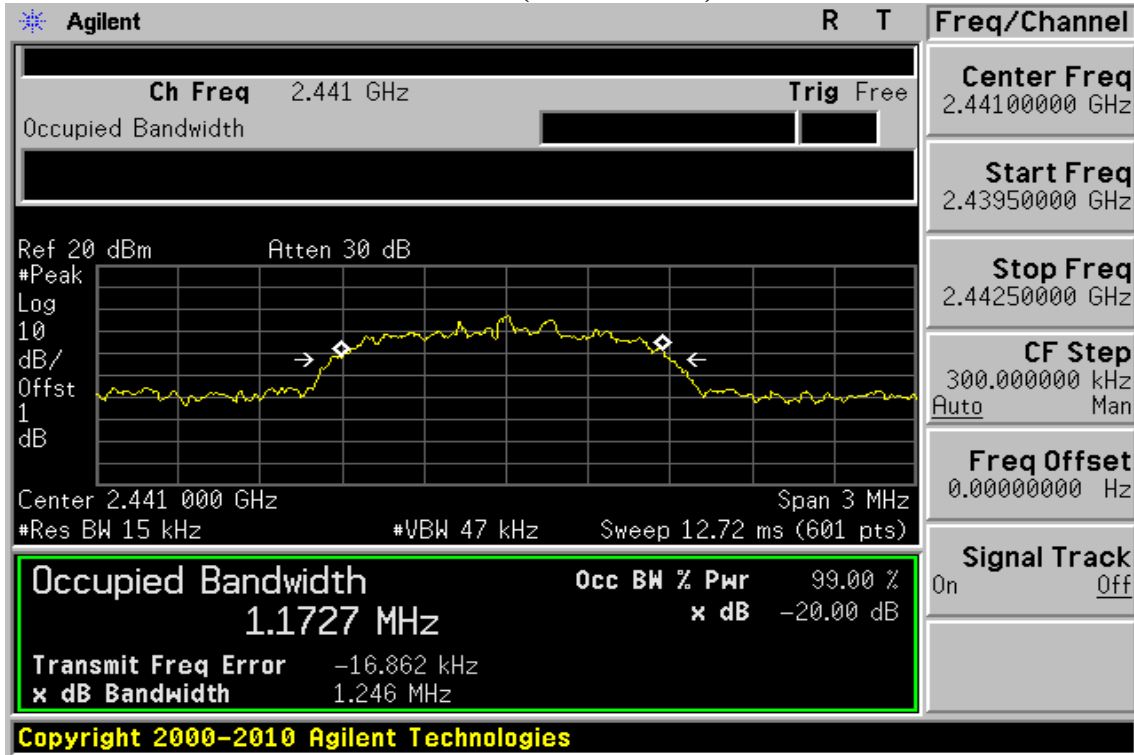 Agilent R T Freq/Channel
Ch Freq 2.441 GHz Trig Free
Occupied Bandwidth
Center Freq
2.44100000 GHz
Start Freq
2.43950000 GHz
Stop Freq
2.44250000 GHz
CF Step
300.000000 kHz
Auto Man
Freq Offset
0.00000000 Hz
Signal Track
On Off
Ref 20 dBm Atten 30 dB
#Peak
Log
10
dB/
Offst
1
dB
Center 2.441 000 GHz Span 3 MHz
#Res BW 15 kHz #VBW 47 kHz Sweep 12.72 ms (601 pts)
Occupied Bandwidth Occ BW % Pwr 99.00 %
1.1727 MHz x dB -20.00 dB
Transmit Freq Error -16.862 kHz
x dB Bandwidth 1.246 MHz
Copyright 2000-2010 Agilent Technologies